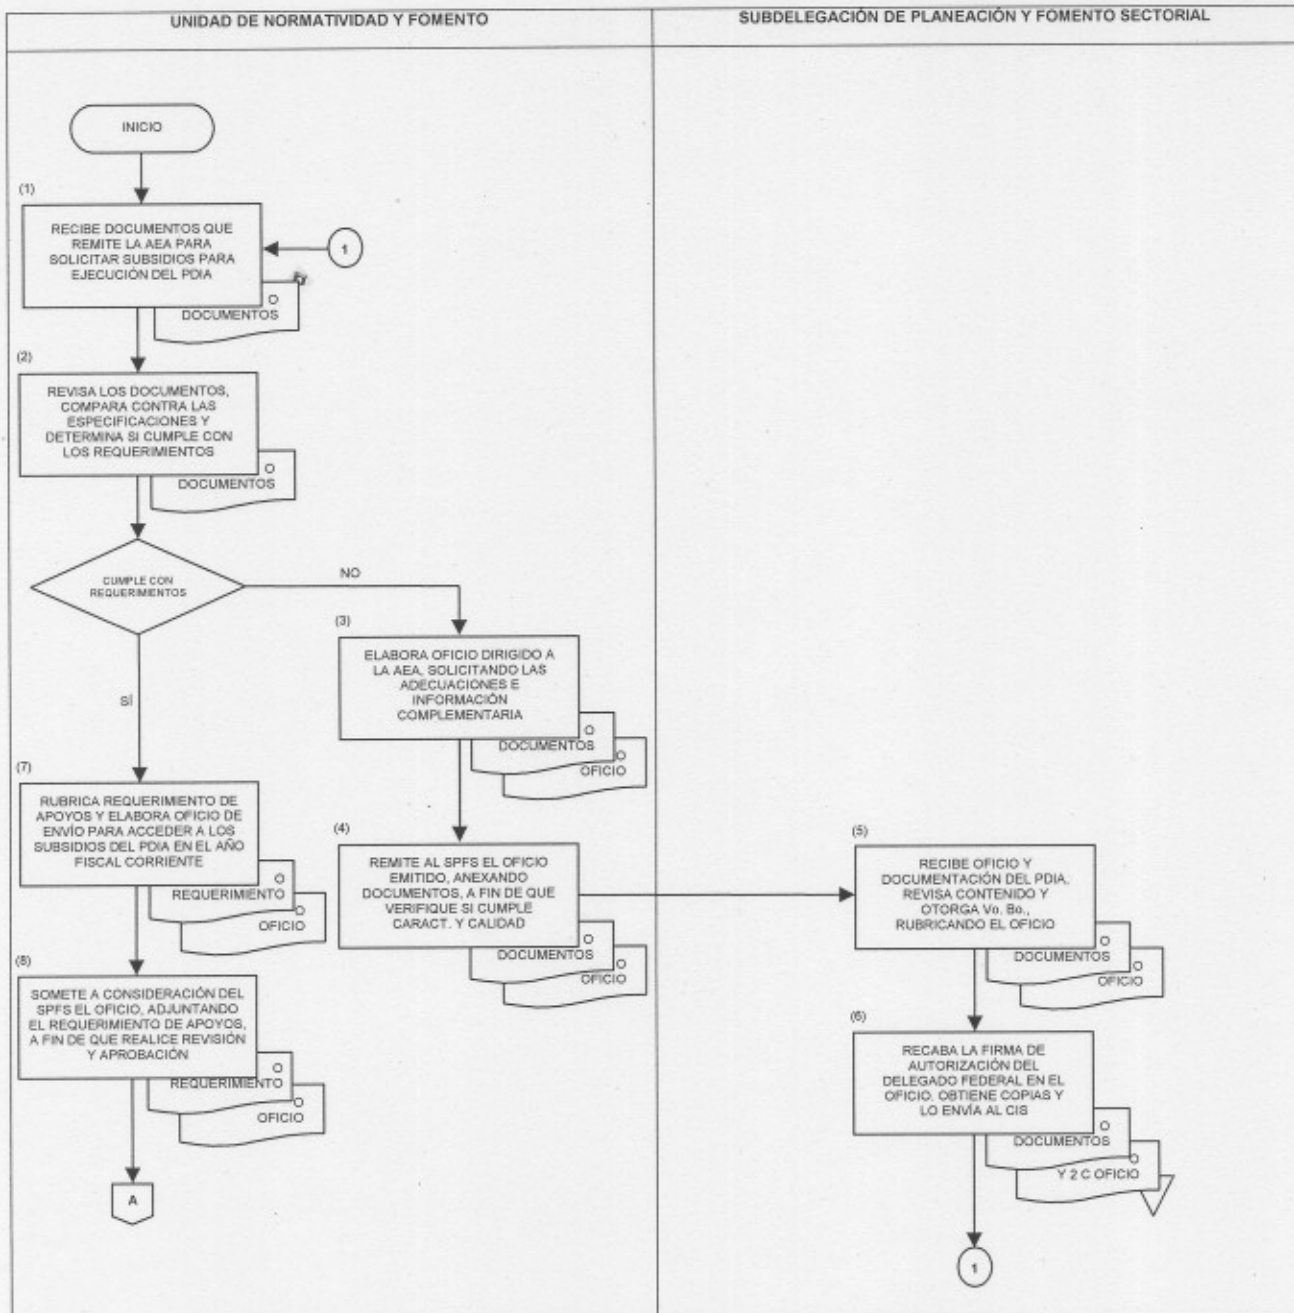 UNIDAD DE NORMATIVIDAD Y FOMENTO
SUBDELEGACIÓN DE PLANEACIÓN Y FOMENTO SECTORIAL
INICIO
(1)
RECIBE DOCUMENTOS QUE
REMITE LA AEA PARA
SOLICITAR SUBSIDIOS PARA
EJECUCIÓN DEL PDIA
1
O
DOCUMENTOS
(2)
REVISA LOS DOCUMENTOS,
COMPARA CONTRA LAS
ESPECIFICACIONES Y
DETERMINA SI CUMPLE CON
LOS REQUERIMIENTOS
O
DOCUMENTOS
CUMPLE CON
REQUERIMIENTOS
NO
SÍ
(3)
ELABORA OFICIO DIRIGIDO A
LA AEA, SOLICITANDO LAS
ADECUACIONES E
INFORMACIÓN
COMPLEMENTARIA
O
DOCUMENTOS
O
OFICIO
(7)
RUBRICA REQUERIMIENTO DE
APOYOS Y ELABORA OFICIO DE
ENVÍO PARA ACCEDER A LOS
SUBSIDIOS DEL PDIA EN EL AÑO
FISCAL CORRIENTE
O
REQUERIMIENTO
O
OFICIO
(4)
REMITE AL SPFS EL OFICIO
EMITIDO, ANEXANDO
DOCUMENTOS, A FIN DE QUE
VERIFIQUE SI CUMPLE
CARACT. Y CALIDAD
O
DOCUMENTOS
O
OFICIO
(5)
RECIBE OFICIO Y
DOCUMENTACIÓN DEL PDIA,
REVISA CONTENIDO Y
OTORGA Vo. Bo.,
RUBRICANDO EL OFICIO
O
DOCUMENTOS
O
OFICIO
(8)
SOMETE A CONSIDERACIÓN DEL
SPFS EL OFICIO, ADJUNTANDO
EL REQUERIMIENTO DE APOYOS,
A FIN DE QUE REALICE REVISIÓN
Y APROBACIÓN
O
REQUERIMIENTO
O
OFICIO
A
(6)
RECABA LA FIRMA DE
AUTORIZACIÓN DEL
DELEGADO FEDERAL EN EL
OFICIO, OBTIENE COPIAS Y
LO ENVÍA AL CIS
O
DOCUMENTOS
O
Y 2 C OFICIO
1